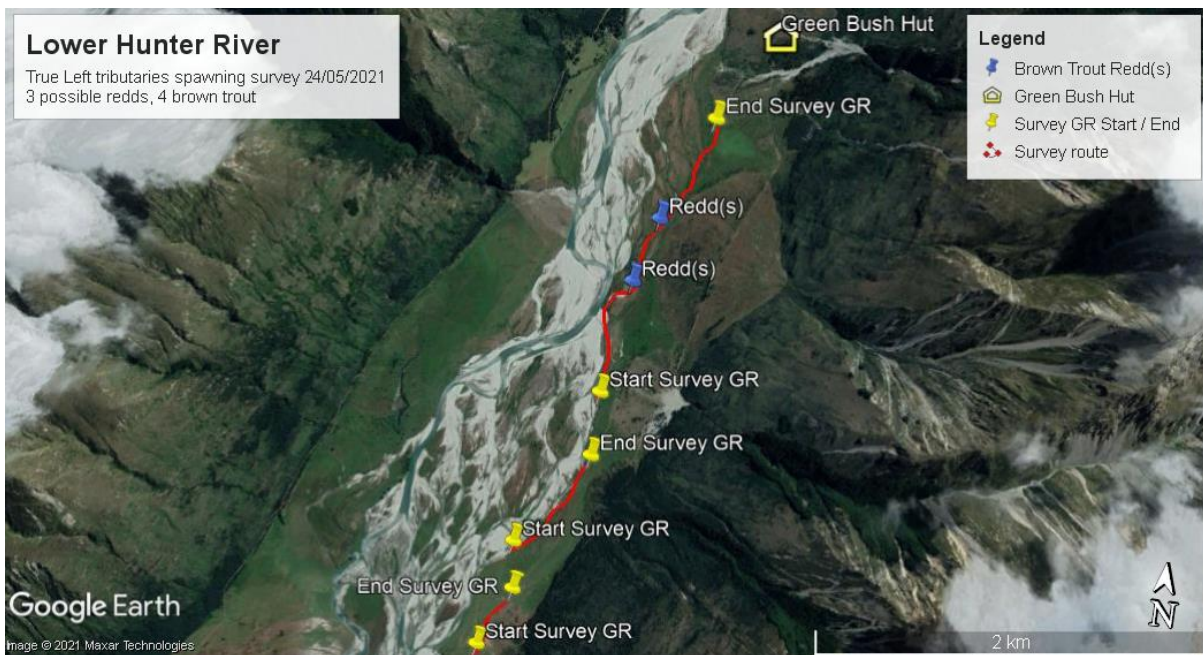 Lower Hunter River
True Left tributaries spawning survey 24/05/2021
3 possible redds, 4 brown trout
Green Bush Hut
Legend
Brown Trout Redd(s)
Green Bush Hut
Survey GR Start / End
Survey route
End Survey GR
Redd(s)
Redd(s)
Start Survey GR
End Survey GR
Start Survey GR
End Survey GR
Start Survey GR
Google Earth
Image © 2021 Maxar Technologies
N
2 km